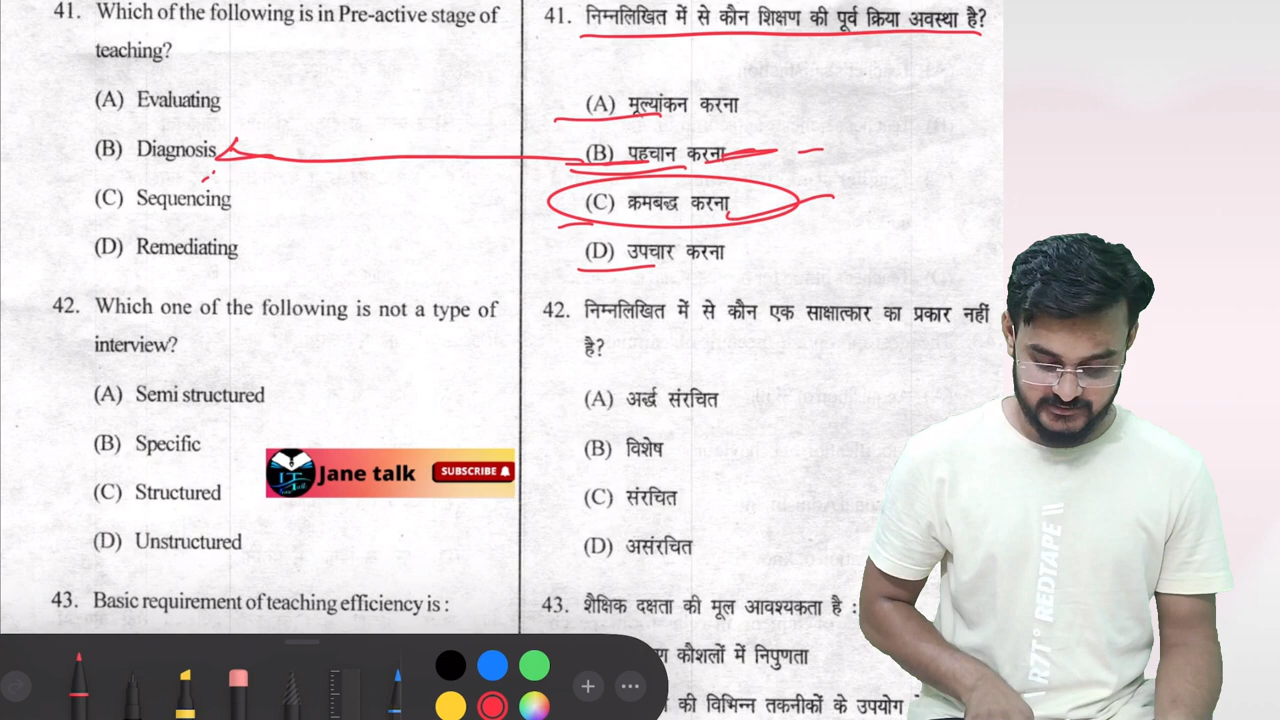 41. Which of the following is in Pre-active stage of
teaching?
(A) Evaluating
(B) Diagnosis
(C) Sequencing
(D) Remediating
42. Which one of the following is not a type of
interview?
(A) Semi structured
(B) Specific
(C) Structured
(D) Unstructured
43. Basic requirement of teaching efficiency is :
41. निम्नलिखित में से कौन शिक्षण की पूर्व क्रिया अवस्था है?
(A) मूल्यांकन करना
(B) पहचान करना
(C) क्रमबद्ध करना
(D) उपचार करना
42. निम्नलिखित में से कौन एक साक्षात्कार का प्रकार नहीं
है?
(A) अर्द्ध संरचित
(B) विशेष
(C) संरचित
(D) असंरचित
43. शैक्षिक दक्षता की मूल आवश्यकता है :
कौशलों में निपुणता
की विभिन्न तकनीकों के उपयोग
Jane talk
SUBSCRIBE
REDTAPE